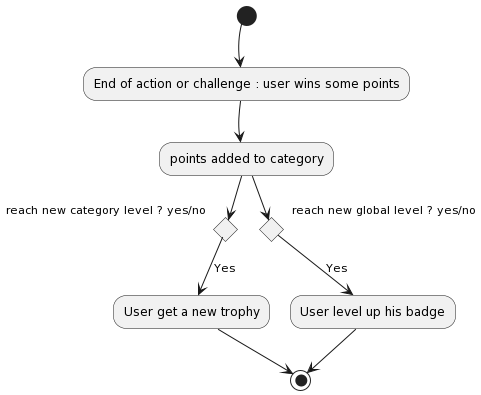 End of action or challenge : user wins some points
points added to category
reach new category level ? yes/no
reach new global level ? yes/no
Yes
Yes
User get a new trophy
User level up his badge